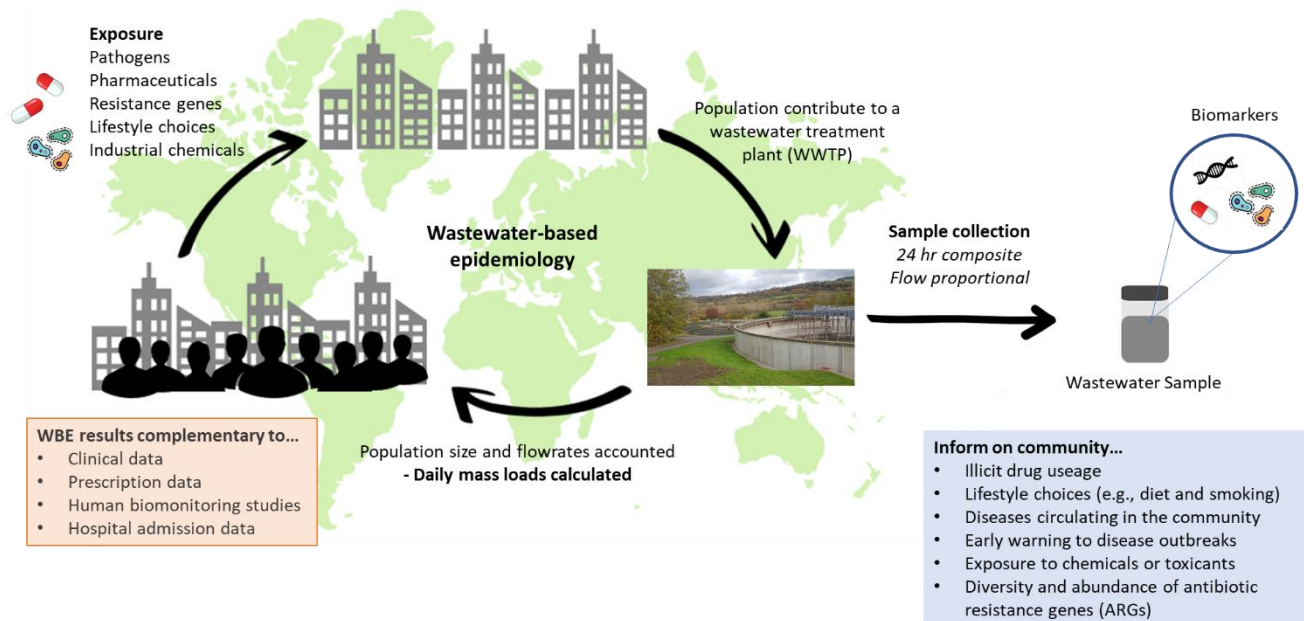 Exposure
Pathogens
Pharmaceuticals
Resistance genes
Lifestyle choices
Industrial chemicals
Population contribute to a
wastewater treatment
plant (WWTP)
Biomarkers
Wastewater-based
epidemiology
Sample collection
24 hr composite
Flow proportional
Wastewater Sample
Population size and flowrates accounted
- Daily mass loads calculated
WBE results complementary to...
• Clinical data
• Prescription data
• Human biomonitoring studies
• Hospital admission data
Inform on community...
• Illicit drug useage
• Lifestyle choices (e.g., diet and smoking)
• Diseases circulating in the community
• Early warning to disease outbreaks
• Exposure to chemicals or toxicants
• Diversity and abundance of antibiotic
resistance genes (ARGs)